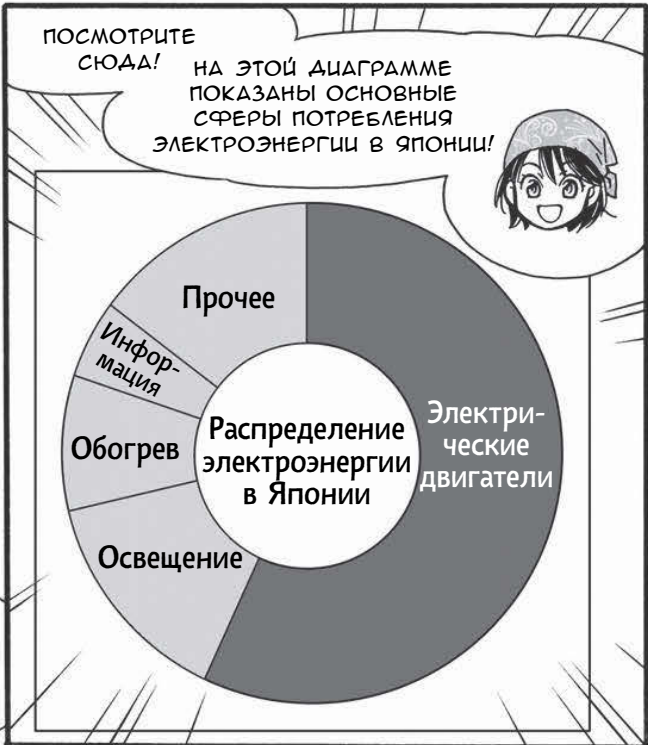 ПОСМОТРИТЕ
СЮДА!
НА ЭТОЙ ДИАГРАММЕ
ПОКАЗАНЫ ОСНОВНЫЕ
СФЕРЫ ПОТРЕБЛЕНИЯ
ЭЛЕКТРОЭНЕРГИИ В ЯПОНИИ!
Прочее
Инфор-
мация
Обогрев
Освещение
Распределение
электроэнергии
в Японии
Электри-
ческие
двигатели